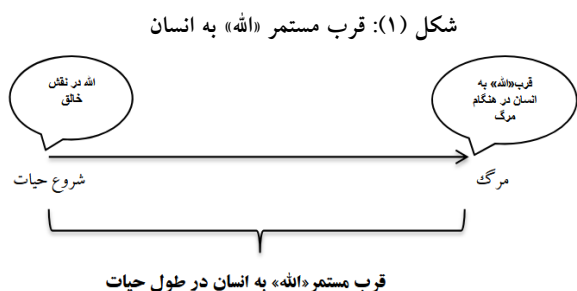 شکل (۱): قرب مستمر «الله» به انسان
الله در نقش
خالق
قرب«الله» به
انسان در هنگام
مرگ
شروع حیات
مرگ
قرب مستمر«الله» به انسان در طول حیات